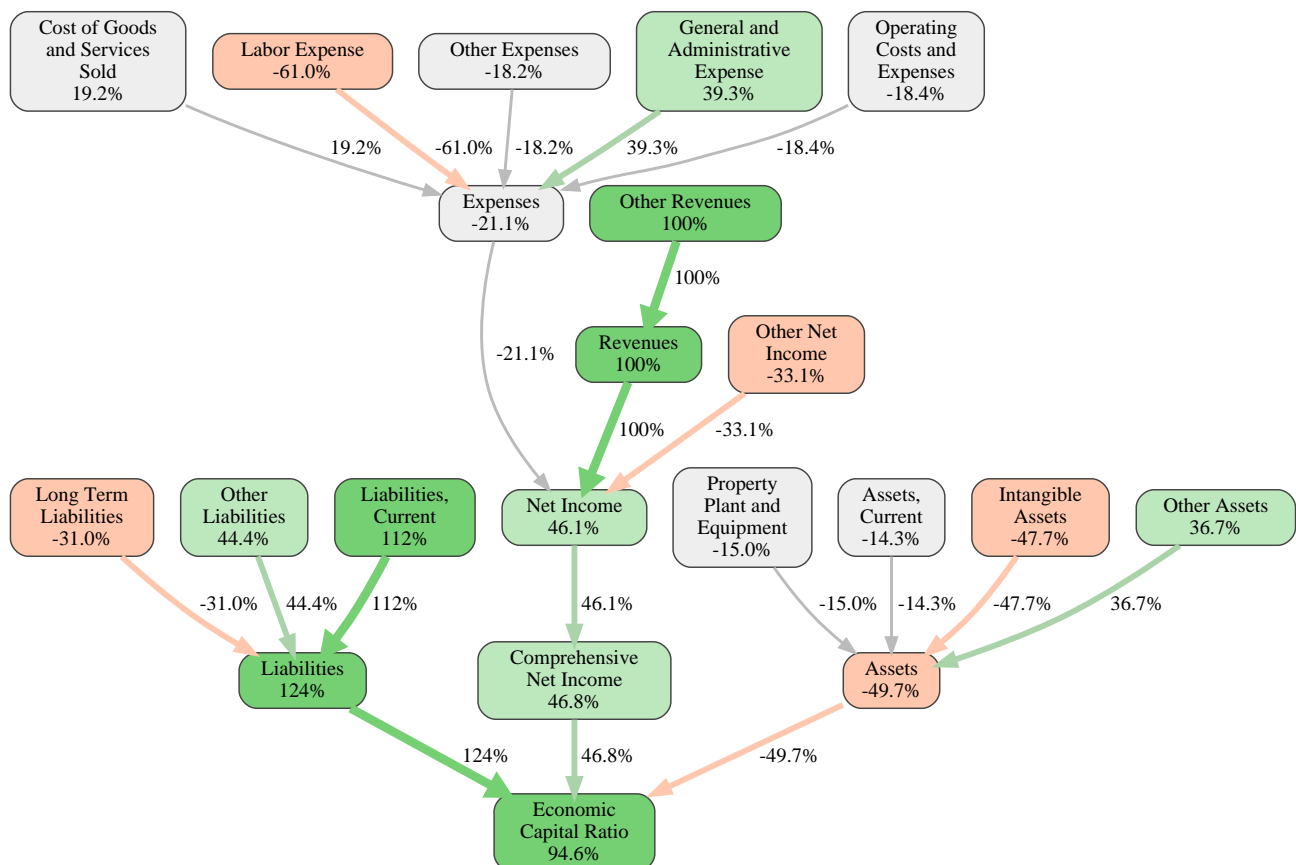 Cost of Goods
and Services
Sold
19.2%
Labor Expense
-61.0%
Other Expenses
-18.2%
General and
Administrative
Expense
39.3%
Operating
Costs and
Expenses
-18.4%
19.2%
-61.0%
-18.2%
39.3%
-18.4%
Expenses
-21.1%
Other Revenues
100%
100%
-21.1%
Revenues
100%
Other Net
Income
-33.1%
100%
-33.1%
Long Term
Liabilities
-31.0%
Other
Liabilities
44.4%
Liabilities,
Current
112%
Net Income
46.1%
Property
Plant and
Equipment
-15.0%
Assets,
Current
-14.3%
Intangible
Assets
-47.7%
Other Assets
36.7%
-31.0%
44.4%
112%
46.1%
-15.0%
-14.3%
-47.7%
36.7%
Liabilities
124%
Comprehensive
Net Income
46.8%
Assets
-49.7%
124%
46.8%
-49.7%
Economic
Capital Ratio
94.6%